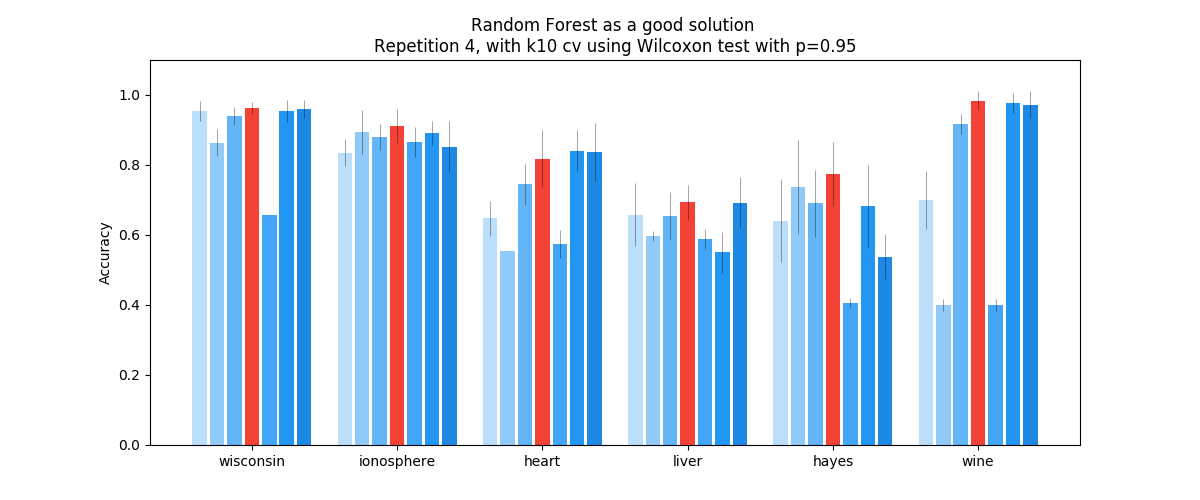 Random Forest as a good solution
Repetition 4, with k10 cv using Wilcoxon test with p=0.95
Accuracy
1.0
0.8
0.6
0.4
0.2
0.0
wisconsin
ionosphere
heart
liver
hayes
wine